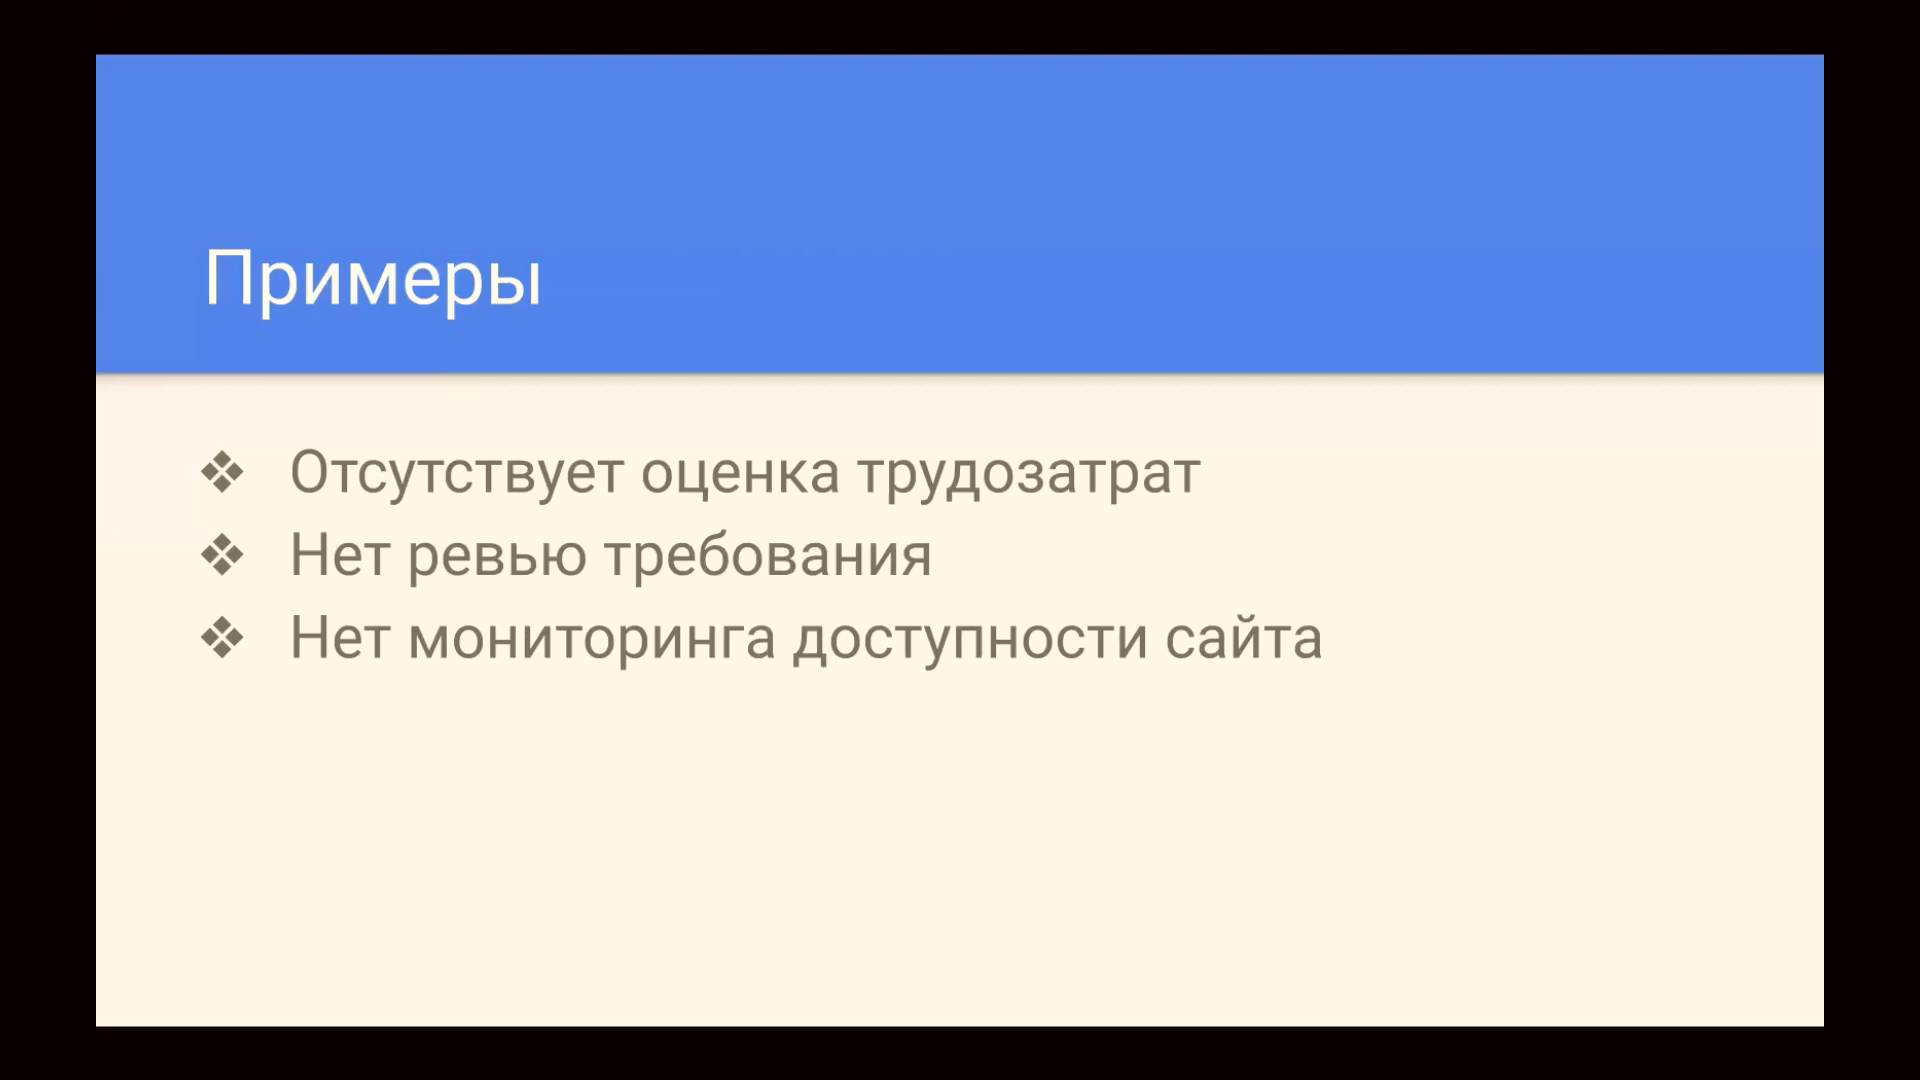 Примеры
❖ Отсутствует оценка трудозатрат
❖ Нет ревью требования
❖ Нет мониторинга доступности сайта